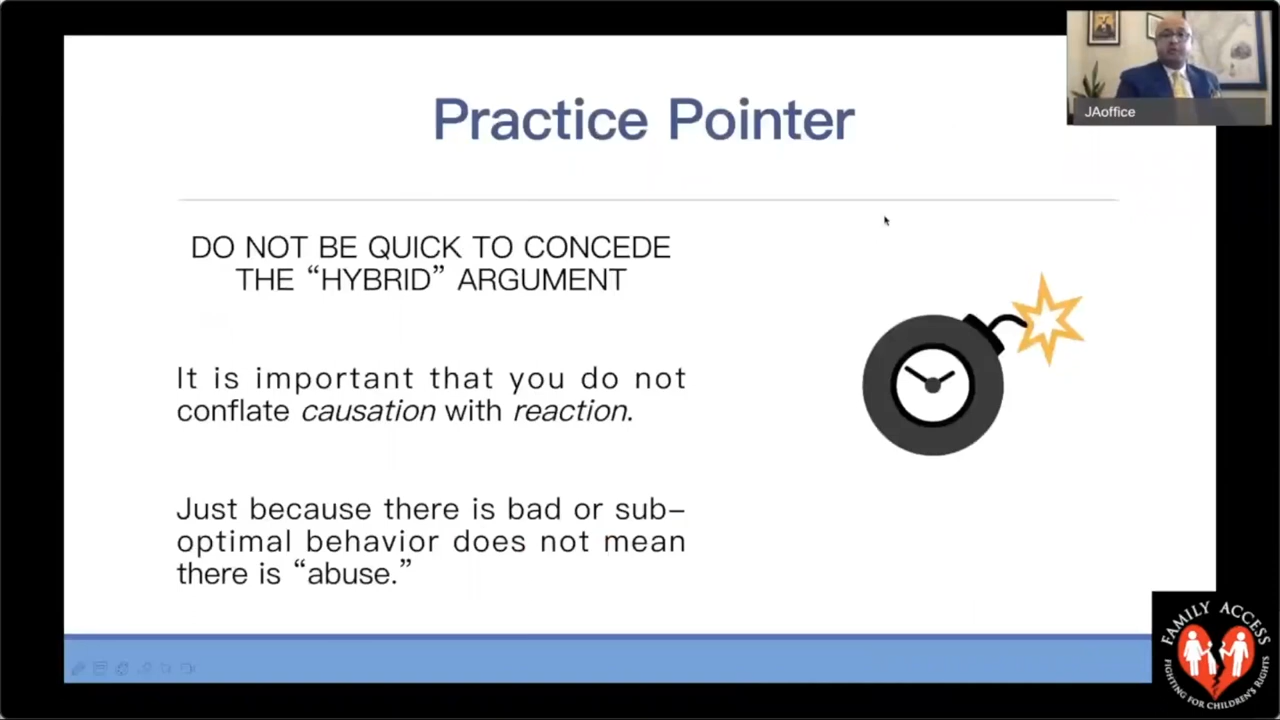 Practice Pointer
JAoffice
DO NOT BE QUICK TO CONCEDE
THE “HYBRID” ARGUMENT
It is important that you do not
conflate causation with reaction.
Just because there is bad or sub-
optimal behavior does not mean
there is “abuse.”
FAMILY ACCESS
FIGHTING FOR CHILDREN'S RIGHTS